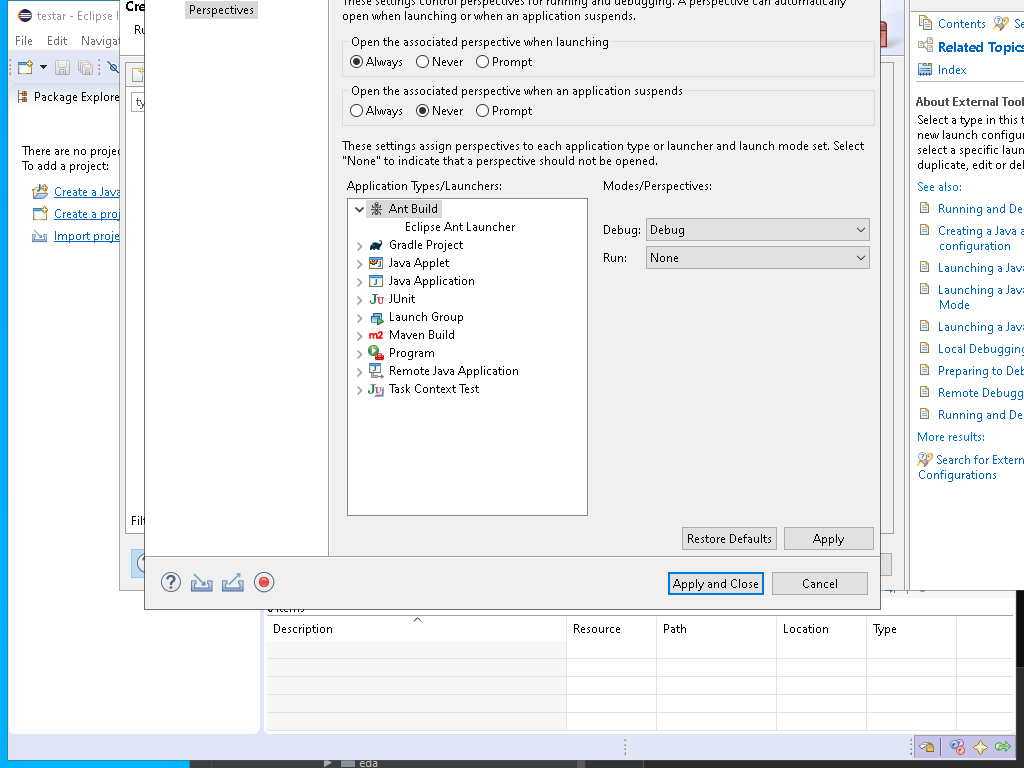 testar - Eclipse I
File Edit Navigat
Package Explore
There are no projec
To add a project:
Create a Java
Create a proj
Import proje
Cre
Ru
ty
Filt
Perspectives
These settings control perspectives for running and debugging. A perspective can automatically
open when launching or when an application suspends.
Open the associated perspective when launching
Always Never Prompt
Open the associated perspective when an application suspends
Always Never Prompt
These settings assign perspectives to each application type or launcher and launch mode set. Select
"None" to indicate that a perspective should not be opened.
Application Types/Launchers:
Ant Build
Eclipse Ant Launcher
Gradle Project
Java Applet
Java Application
JUnit
Launch Group
Maven Build
Program
Remote Java Application
Task Context Test
Modes/Perspectives:
Debug: Debug
Run: None
Restore Defaults Apply
Apply and Close Cancel
Contents Se
Related Topics
Index
About External Tool
Select a type in this t
new launch configur
select a specific laun
duplicate, edit or del
See also:
Running and De
Creating a Java a
configuration
Launching a Java
Launching a Java
Mode
Launching a Java
Local Debugging
Preparing to Deb
Remote Debugg
Running and De
More results:
Search for Extern
Configurations
items
Description Resource Path Location Type
eda